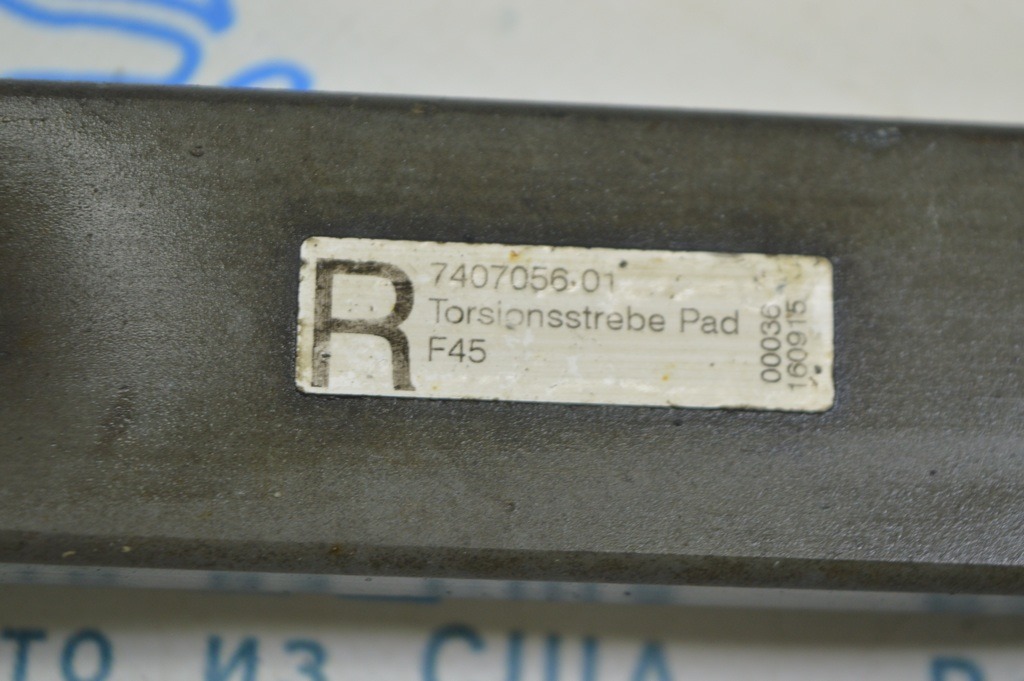 R
7407056-01
Torsionsstrebe Pad
F45
00036
160915
то из США